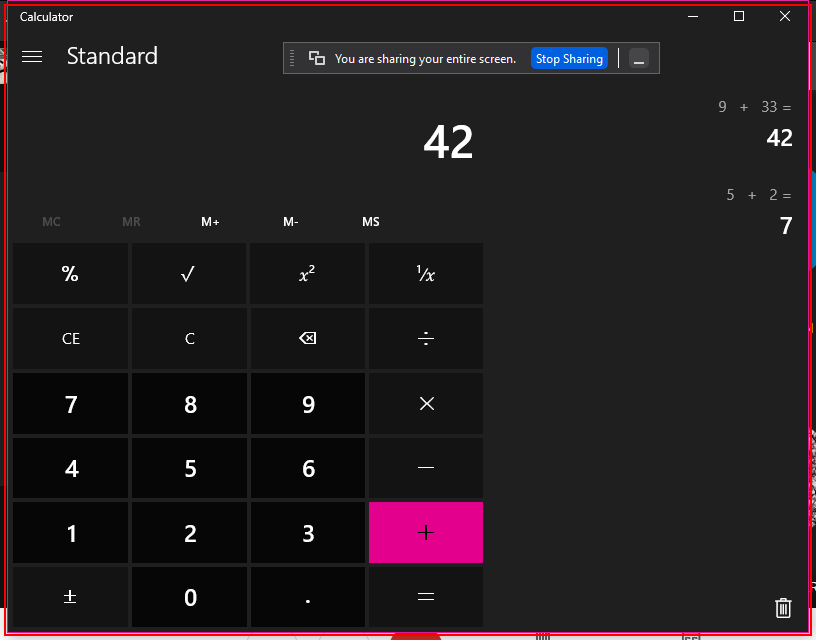 Calculator
Standard
You are sharing your entire screen.
Stop Sharing
9 + 33 =
42
42
5 + 2 =
7
MC MR M+ M- MS
% √ x² ¹/x
CE C ÷
7 8 9 ×
4 5 6 −
1 2 3 +
± 0 . =